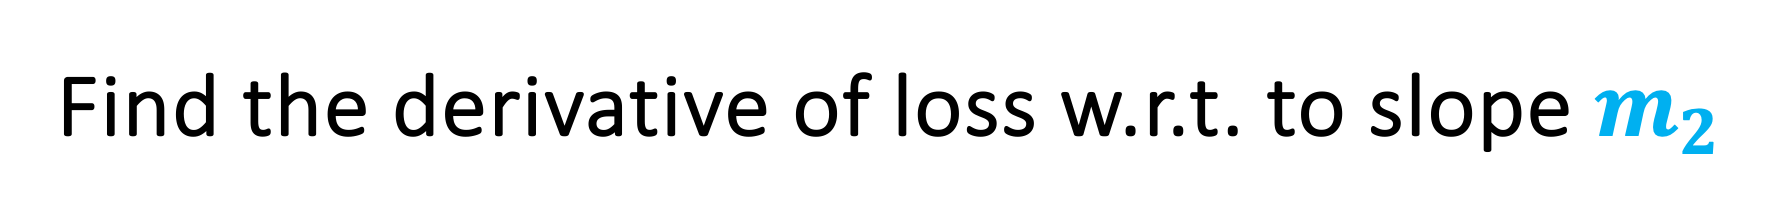 Find the derivative of loss w.r.t. to slope m₂